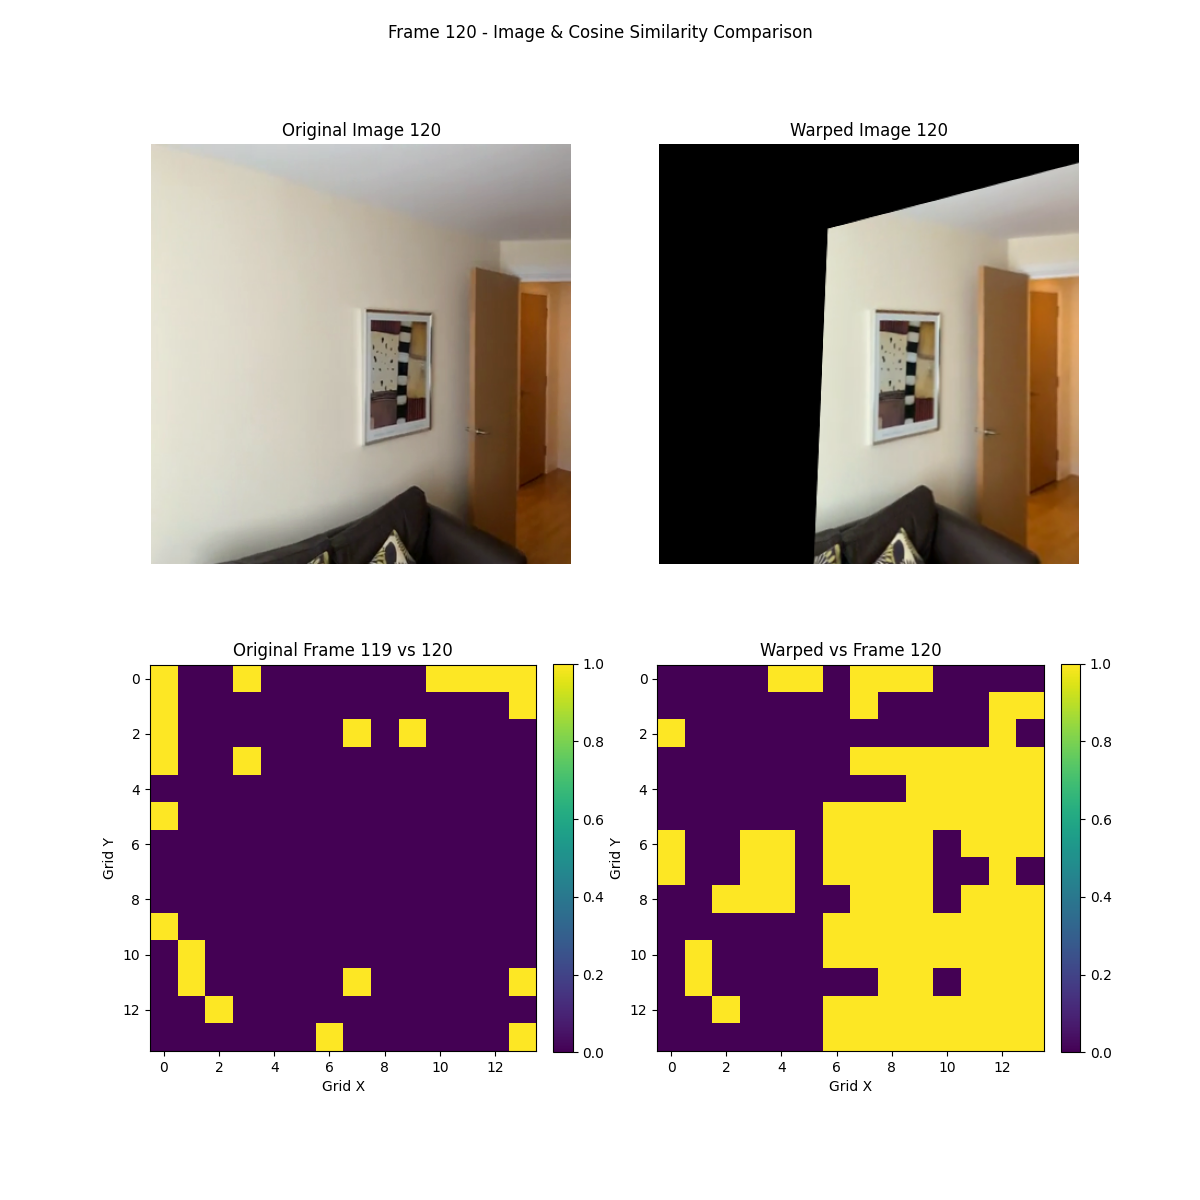 Frame 120 - Image & Cosine Similarity Comparison
Original Image 120
Warped Image 120
Original Frame 119 vs 120
Warped vs Frame 120
Grid Y
0
2
4
6
8
10
12
0 2 4 6 8 10 12
Grid X
1.0
0.8
0.6
0.4
0.2
0.0
Grid Y
0
2
4
6
8
10
12
0 2 4 6 8 10 12
Grid X
1.0
0.8
0.6
0.4
0.2
0.0